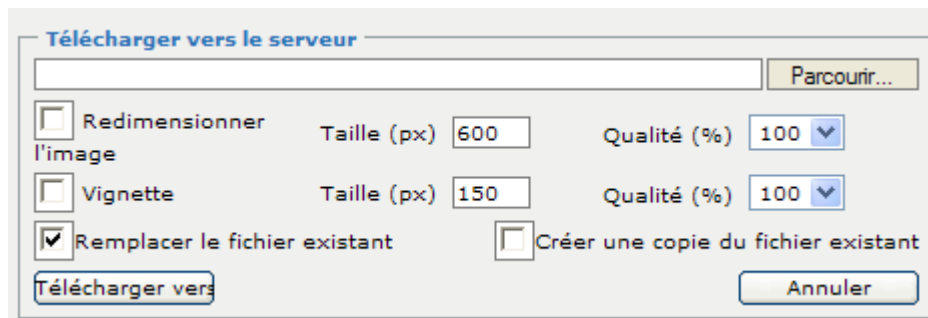 Télécharger vers le serveur
Parcourir...
Redimensionner
l'image
Taille (px) 600 Qualité (%) 100
Vignette Taille (px) 150 Qualité (%) 100
Remplacer le fichier existant Créer une copie du fichier existant
Télécharger vers Annuler